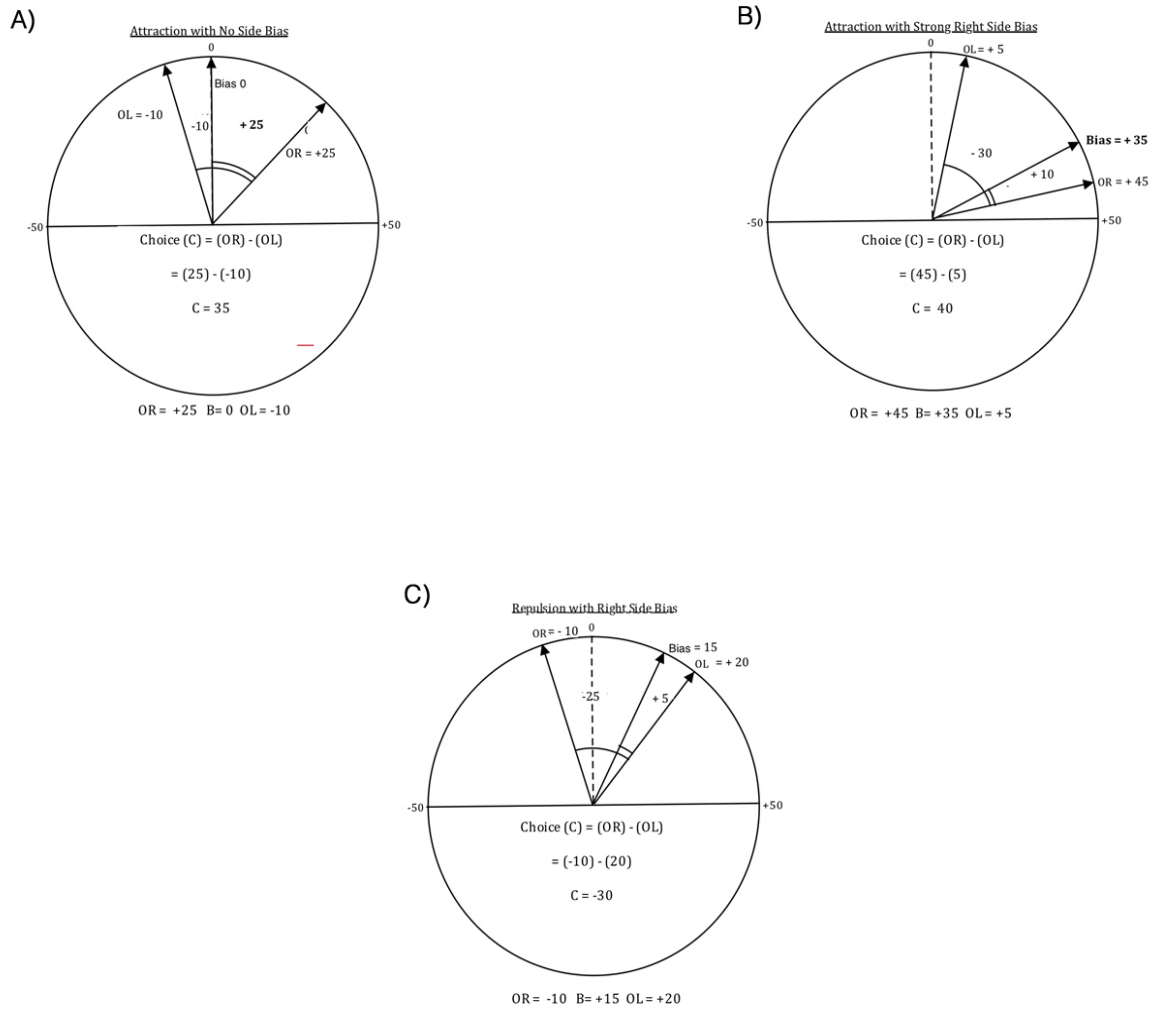 A)
Attraction with No Side Bias
0
Bias 0
OL = -10
-10
+ 25
OR = +25
-50
+50
Choice (C) = (OR) - (OL)
= (25) - (-10)
C = 35
OR = +25 B= 0 OL = -10
B)
Attraction with Strong Right Side Bias
0
OL = + 5
Bias = + 35
- 30
+ 10
OR = + 45
-50
+50
Choice (C) = (OR) - (OL)
= (45) - (5)
C = 40
OR = +45 B= +35 OL = +5
C)
Repulsion with Right Side Bias
OR = - 10
0
Bias = 15
OL = + 20
-25
+ 5
-50
+50
Choice (C) = (OR) - (OL)
= (-10) - (20)
C = -30
OR = -10 B= +15 OL = +20